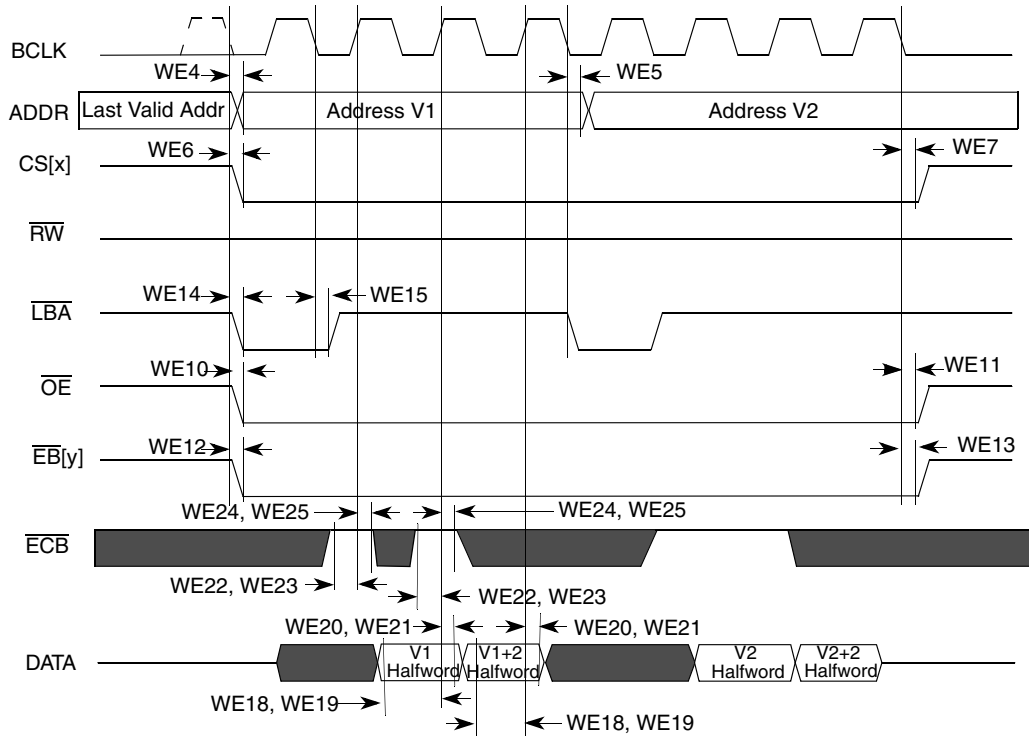 BCLK
WE4
WE5
ADDR
Last Valid Addr
Address V1
Address V2
WE6
WE7
CS[x]
RW
WE14
WE15
LBA
WE10
WE11
OE
WE12
WE13
EB[y]
WE24, WE25
WE24, WE25
ECB
WE22, WE23
WE22, WE23
WE20, WE21
WE20, WE21
DATA
V1
Halfword
V1+2
Halfword
V2
Halfword
V2+2
Halfword
WE18, WE19
WE18, WE19